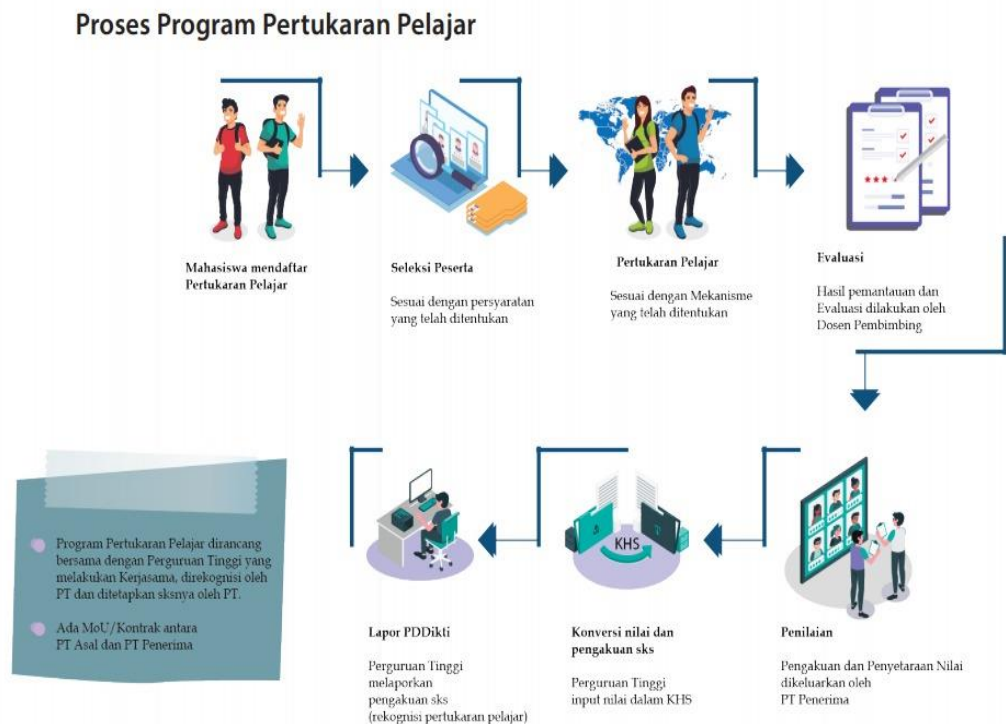 Proses Program Pertukaran Pelajar
Mahasiswa mendaftar
Pertukaran Pelajar
Seleksi Peserta
Sesuai dengan persyaratan
yang telah ditentukan
Pertukaran Pelajar
Sesuai dengan Mekanisme
yang telah ditentukan
Evaluasi
Hasil pemantauan dan
Evaluasi dilakukan oleh
Dosen Pembimbing
Program Pertukaran Pelajar dirancang
bersama dengan Perguruan Tinggi yang
melakukan Kerjasama, direkognisi oleh
PT dan ditetapkan sksnya oleh PT.
Ada MoU/Kontrak antara
PT Asal dan PT Penerima
Lapor PDDikti
Perguruan Tinggi
melaporkan
pengakuan sks
(rekognisi pertukaran pelajar)
KHS
Konversi nilai dan
pengakuan sks
Perguruan Tinggi
input nilai dalam KHS
Penilaian
Pengakuan dan Penyetaraan Nilai
dikeluarkan oleh
PT Penerima